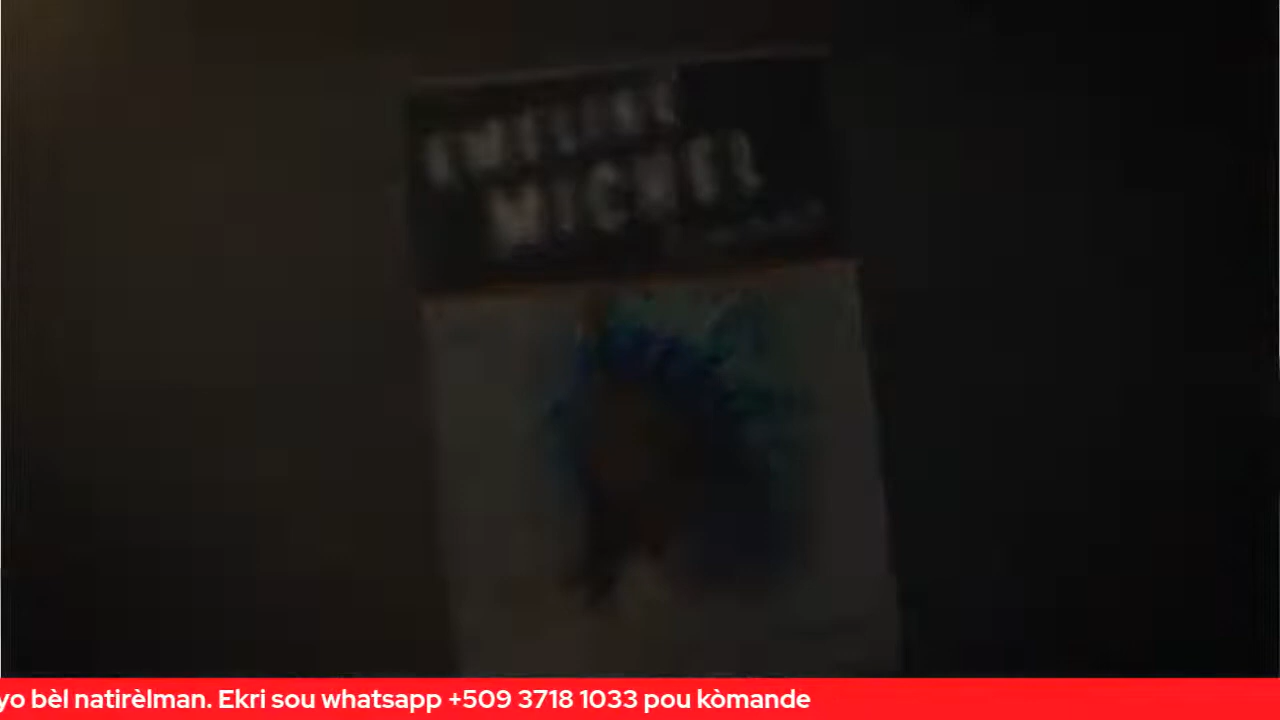 EMELINE
MICHEL
yo bèl natirèlman. Ekri sou whatsapp +509 3718 1033 pou kòmande